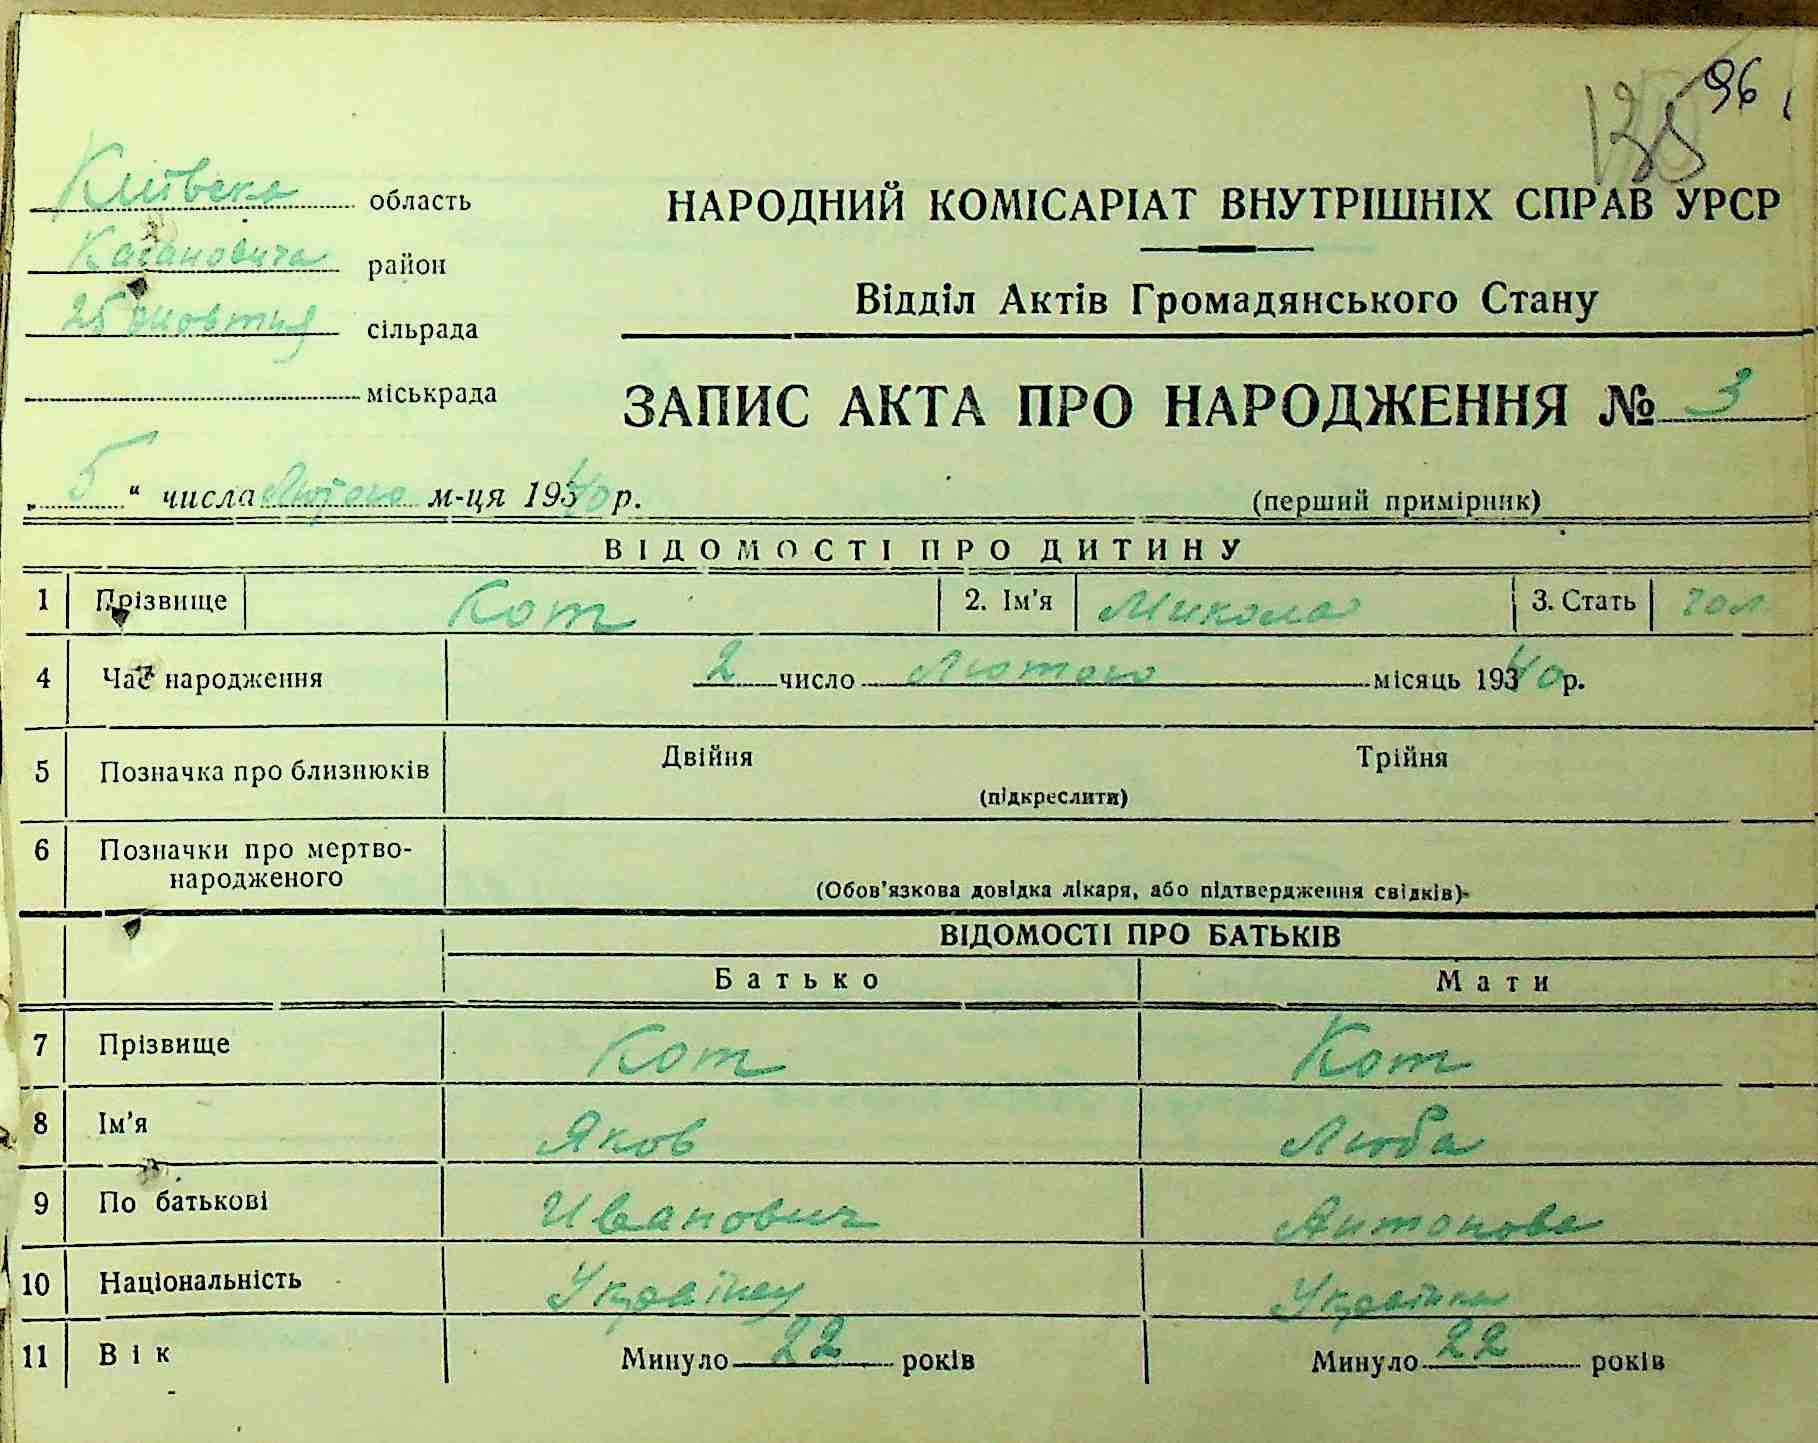 96
135
Київська область
НАРОДНИЙ КОМІСАРІАТ ВНУТРІШНІХ СПРАВ УРСР
Кагановича район
Відділ Актів Громадянського Стану
25 жовтня сільрада
міськрада
ЗАПИС АКТА ПРО НАРОДЖЕННЯ № 3
„ 5 “ числа Лютого м-ця 1940 р.
(перший примірник)
ВІДОМОСТІ ПРО ДИТИНУ
1 Прізвище Кот 2. Ім'я Микола 3. Стать чол
4 Час народження 2 число Лютого місяць 1940 р.
5 Позначка про близнюків Двійня Трійня
(підкреслити)
6 Позначки про мертво-
народженого
(Обов'язкова довідка лікаря, або підтвердження свідків)
ВІДОМОСТІ ПРО БАТЬКІВ
Батько Мати
7 Прізвище Кот Кот
8 Ім'я Яков Люба
9 По батькові Иванович Антонова
10 Національність Українец Українка
11 Вік Минуло 22 років Минуло 22 років